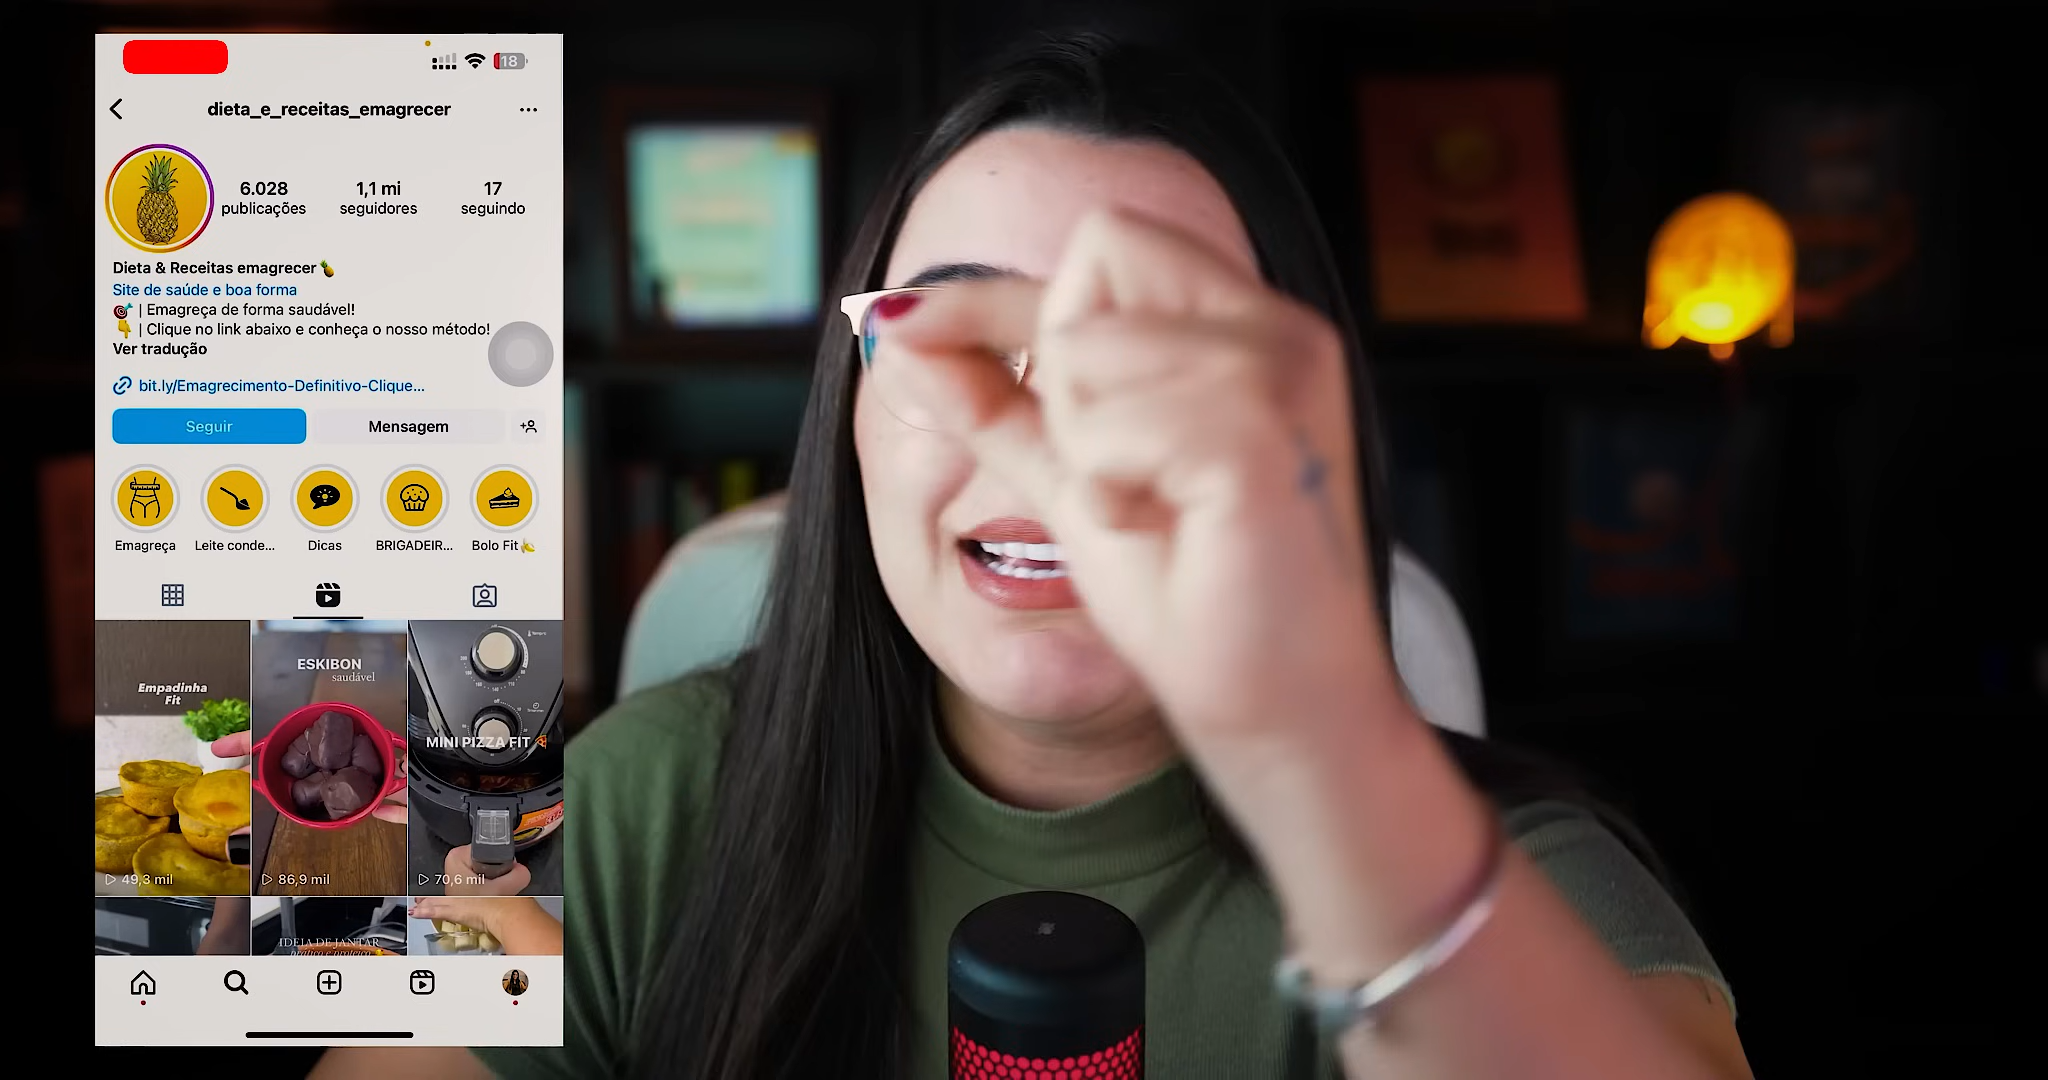 18
dieta_e_receitas_emagrecer
6.028
publicações
1,1 mi
seguidores
17
seguindo
Dieta & Receitas emagrecer🍍
Site de saúde e boa forma
🎯 | Emagreça de forma saudável!
👇 | Clique no link abaixo e conheça o nosso método!
Ver tradução
bit.ly/Emagrecimento-Definitivo-Clique...
Seguir
Mensagem
Emagreça
Leite conde...
Dicas
BRIGADEIR...
Bolo Fit🍌
Empadinha
Fit
49,3 mil
ESKIBON
saudável
86,9 mil
MINI PIZZA FIT 🍕
70,6 mil
IDEIA DE JANTAR
prático e proteico